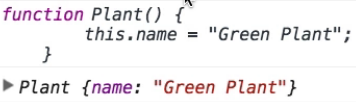 function Plant() {
this.name = "Green Plant";
}
Plant {name: "Green Plant"}